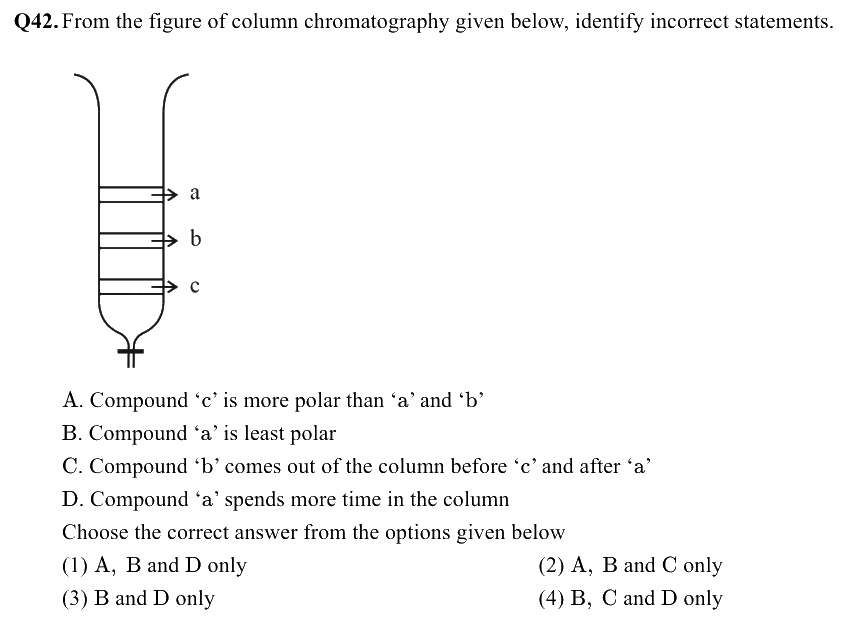 Q42. From the figure of column chromatography given below, identify incorrect statements.
a
b
c
A. Compound ‘c’ is more polar than ‘a’ and ‘b’
B. Compound ‘a’ is least polar
C. Compound ‘b’ comes out of the column before ‘c’ and after ‘a’
D. Compound ‘a’ spends more time in the column
Choose the correct answer from the options given below
(1) A, B and D only
(2) A, B and C only
(3) B and D only
(4) B, C and D only